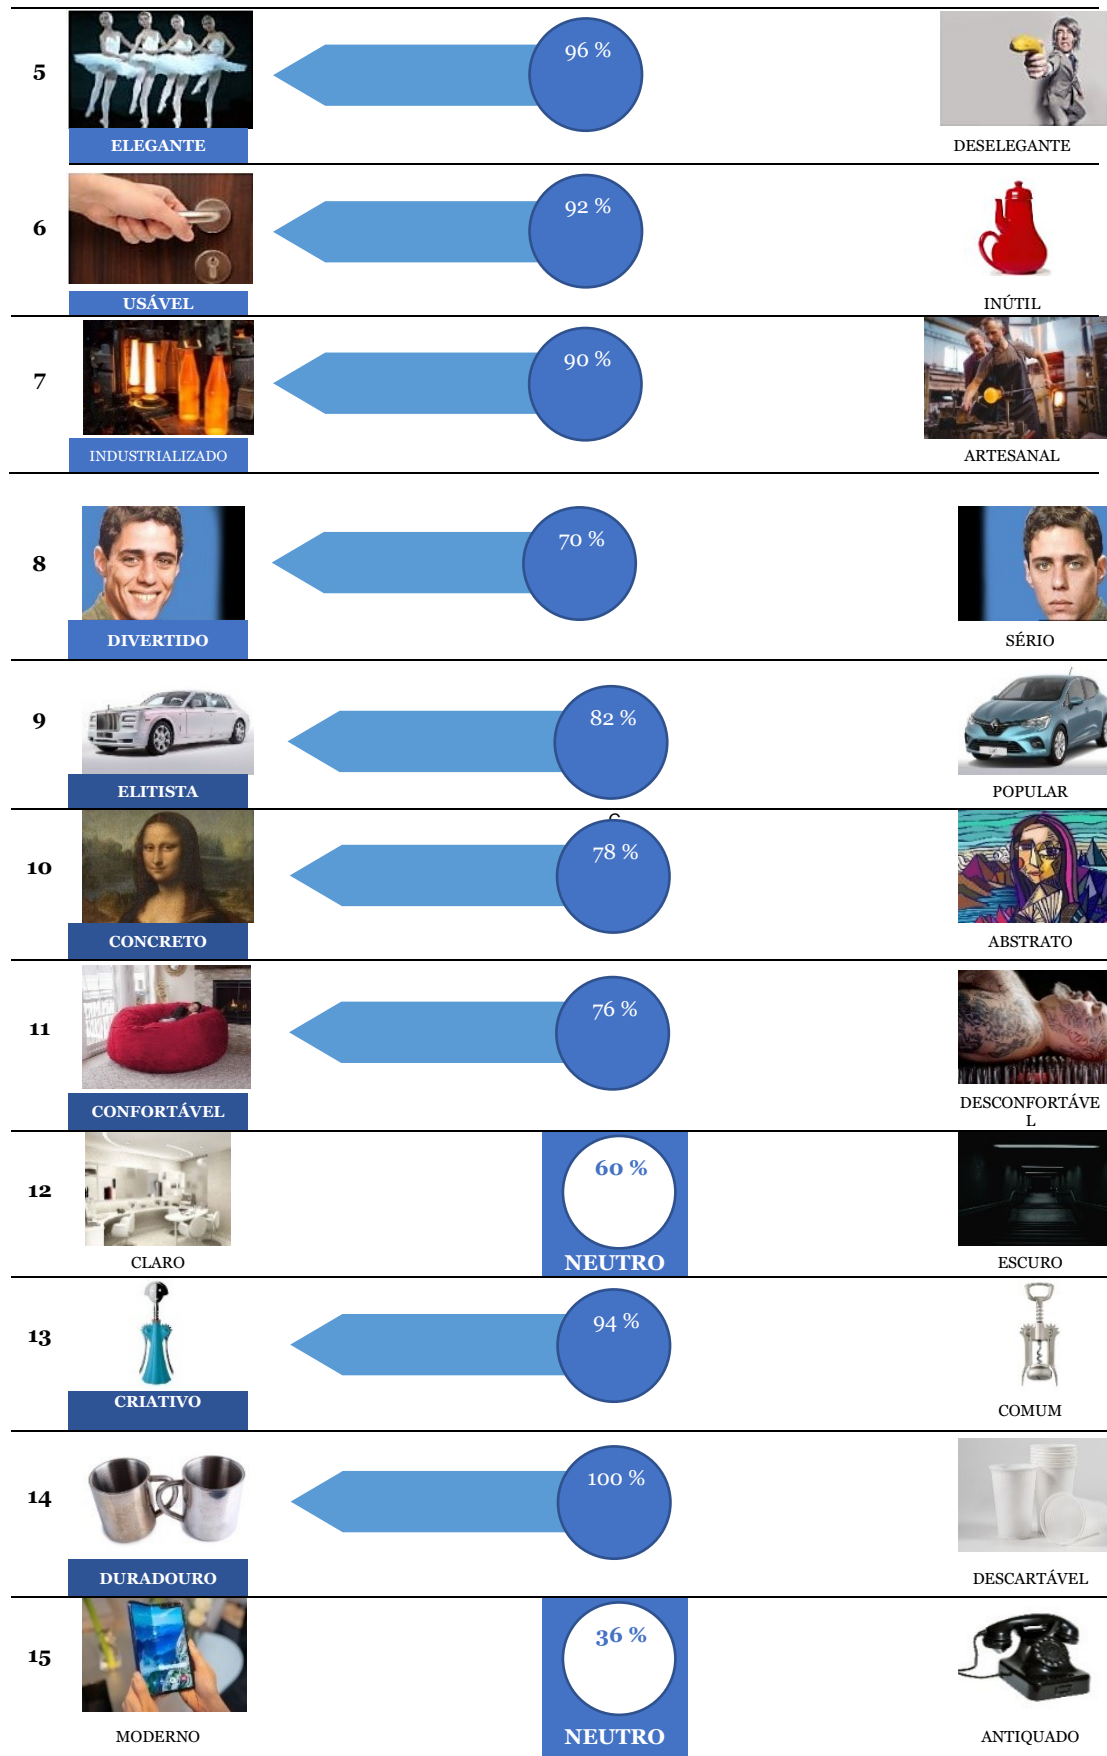 5
96 %
ELEGANTE
DESELEGANTE
6
92 %
USÁVEL
INÚTIL
7
90 %
INDUSTRIALIZADO
ARTESANAL
8
70 %
DIVERTIDO
SÉRIO
9
82 %
ELITISTA
POPULAR
10
78 %
CONCRETO
ABSTRATO
11
76 %
CONFORTÁVEL
DESCONFORTÁVE
L
12
60 %
CLARO
NEUTRO
ESCURO
13
94 %
CRIATIVO
COMUM
14
100 %
DURADOURO
DESCARTÁVEL
15
36 %
MODERNO
NEUTRO
ANTIQUADO